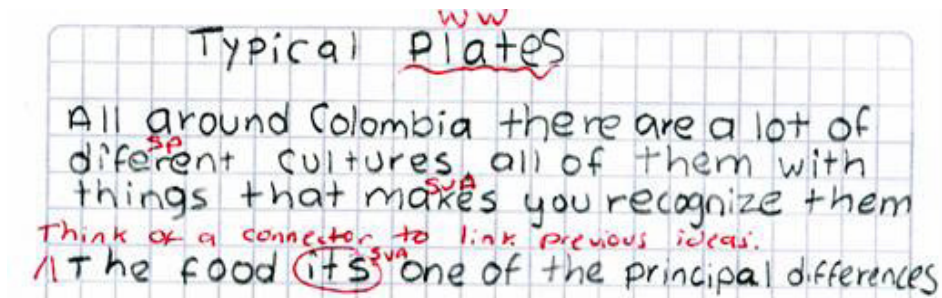 WW
Typical Plates
All around Colombia there are a lot of
SP
diferent cultures all of them with
SVA
things that makes you recognize them
Think of a connector to link previous ideas.
/\ The food its SVA one of the principal differences